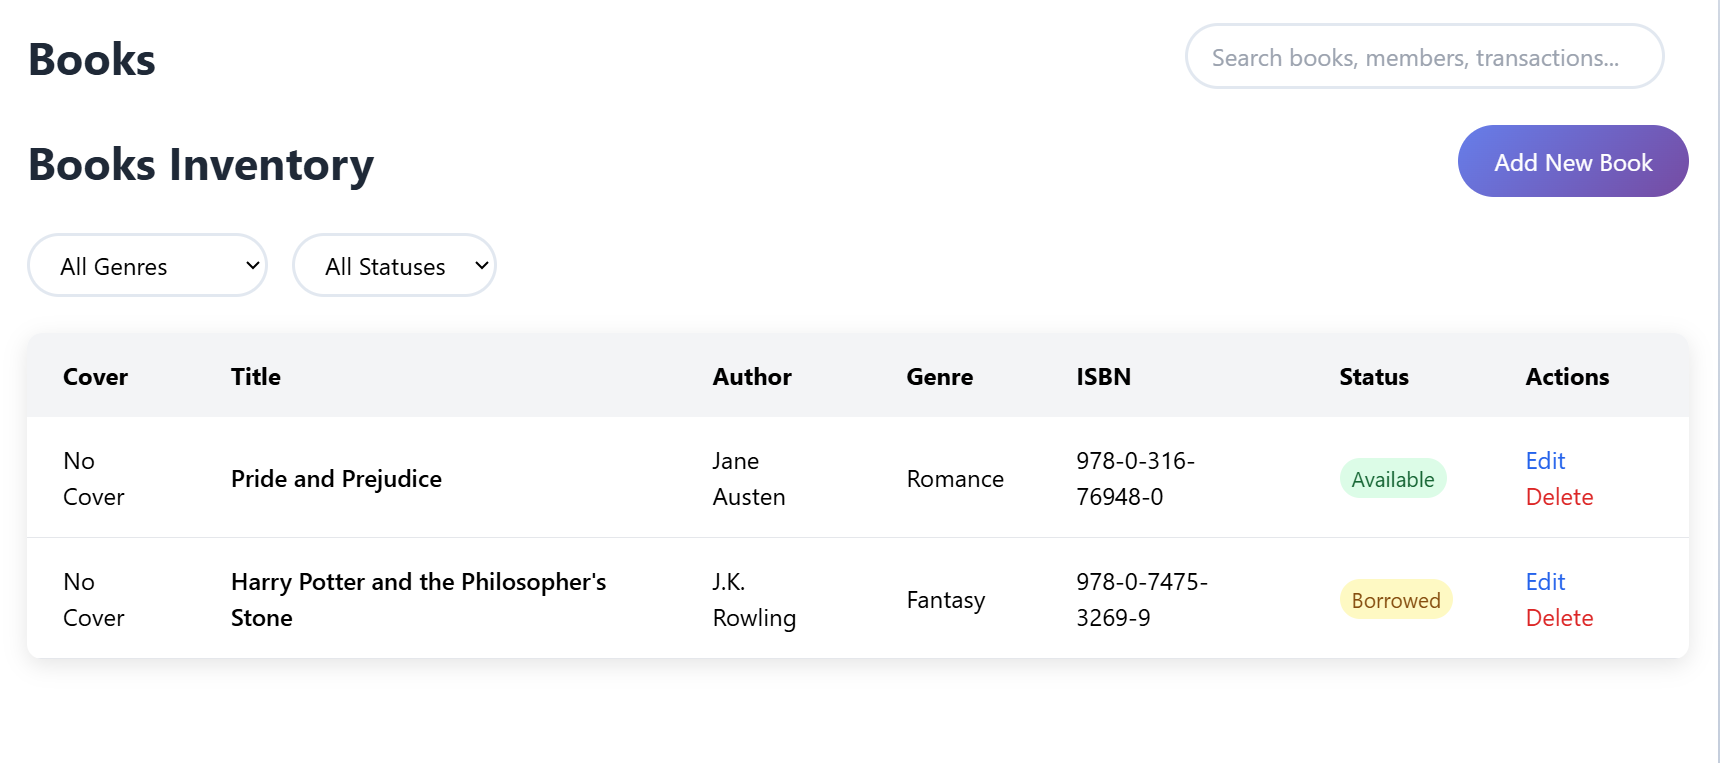 Books
Search books, members, transactions...
Books Inventory
Add New Book
All Genres
All Statuses
Cover Title Author Genre ISBN Status Actions
No Cover
Pride and Prejudice
Jane Austen
Romance
978-0-316-76948-0
Available
Edit
Delete
No Cover
Harry Potter and the Philosopher's Stone
J.K. Rowling
Fantasy
978-0-7475-3269-9
Borrowed
Edit
Delete